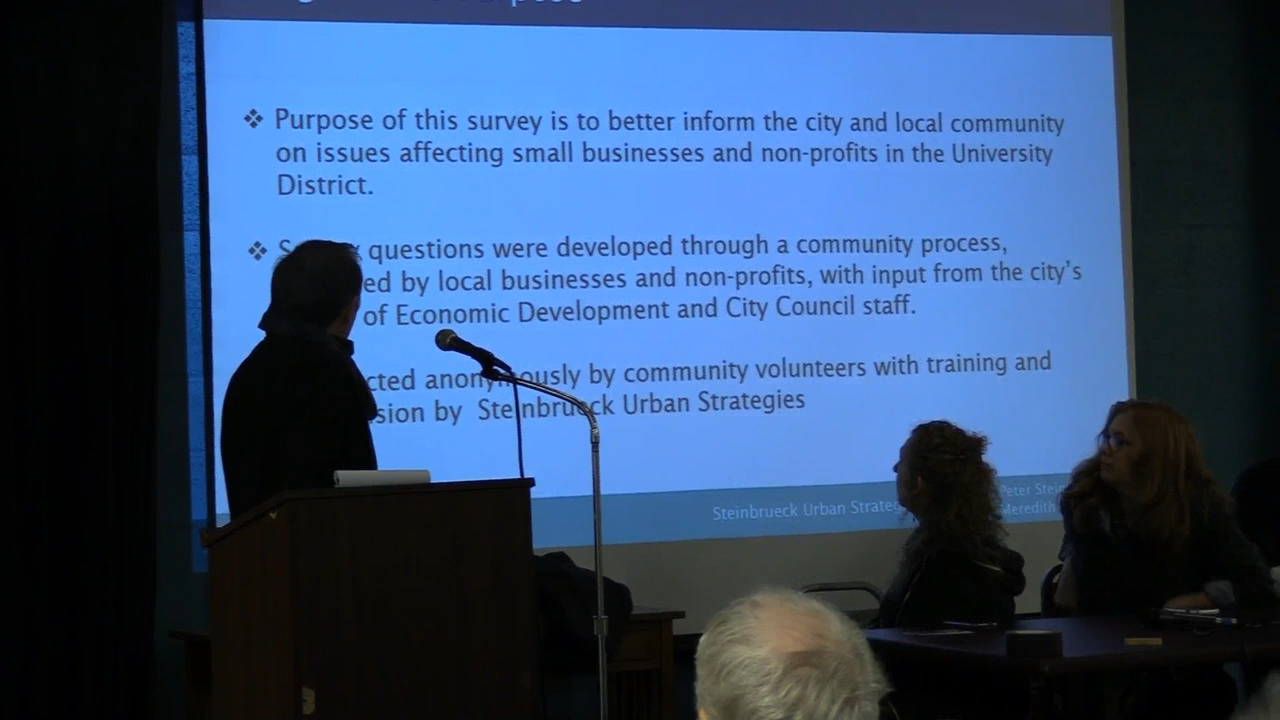 ❖ Purpose of this survey is to better inform the city and local community
on issues affecting small businesses and non-profits in the University
District.
❖ questions were developed through a community process,
by local businesses and non-profits, with input from the city's
of Economic Development and City Council staff.
anonymously by community volunteers with training and
by Steinbrueck Urban Strategies
Steinbrueck Urban Peter
Meredith